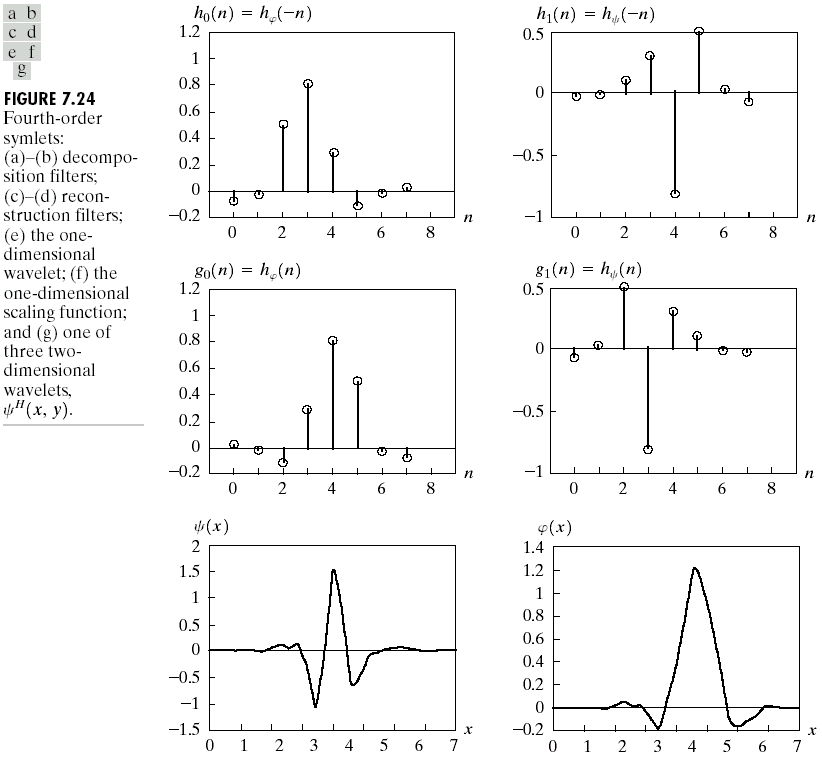 a b
c d
e f
g
FIGURE 7.24
Fourth-order
symlets:
(a)–(b) decompo-
sition filters;
(c)–(d) recon-
struction filters;
(e) the one-
dimensional
wavelet; (f) the
one-dimensional
scaling function;
and (g) one of
three two-
dimensional
wavelets,
ψᴴ(x, y).
h₀(n) = hφ(−n)
1.2
1
0.8
0.6
0.4
0.2
0
−0.2
0 2 4 6 8
n
h₁(n) = hψ(−n)
0.5
0
−0.5
−1
0 2 4 6 8
n
g₀(n) = hφ(n)
1.2
1
0.8
0.6
0.4
0.2
0
−0.2
0 2 4 6 8
n
g₁(n) = hψ(n)
0.5
0
−0.5
−1
0 2 4 6 8
n
ψ(x)
2
1.5
1
0.5
0
−0.5
−1
−1.5
0 1 2 3 4 5 6 7
x
φ(x)
1.4
1.2
1
0.8
0.6
0.4
0.2
0
−0.2
0 1 2 3 4 5 6 7
x